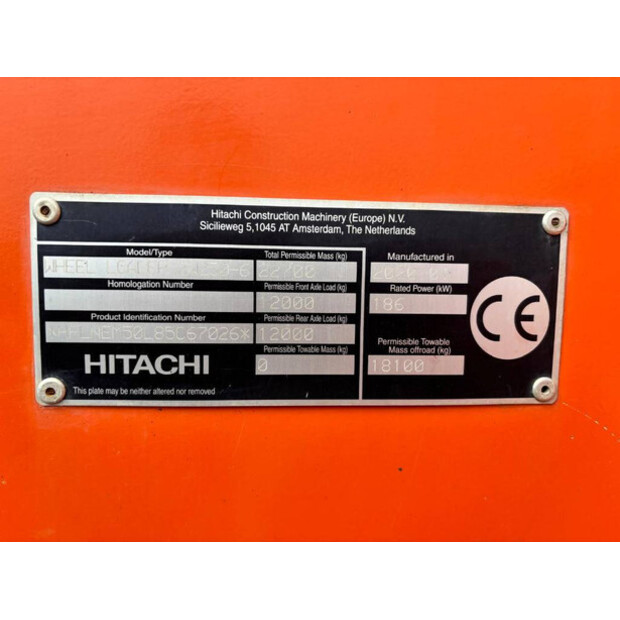 Hitachi Construction Machinery (Europe) N.V.
Sicilieweg 5,1045 AT Amsterdam, The Netherlands
Model/Type
WHEEL LOADER
Total Permissible Mass (kg)
22700
Manufactured in
Homologation Number
Permissible Front Axle Load (kg)
12000
Rated Power (kW)
186
Product Identification Number
Permissible Rear Axle Load (kg)
12000
Permissible Towable Mass (kg)
0
Permissible Towable
Mass offroad (kg)
18100
CE
HITACHI
This plate may be neither altered nor removed